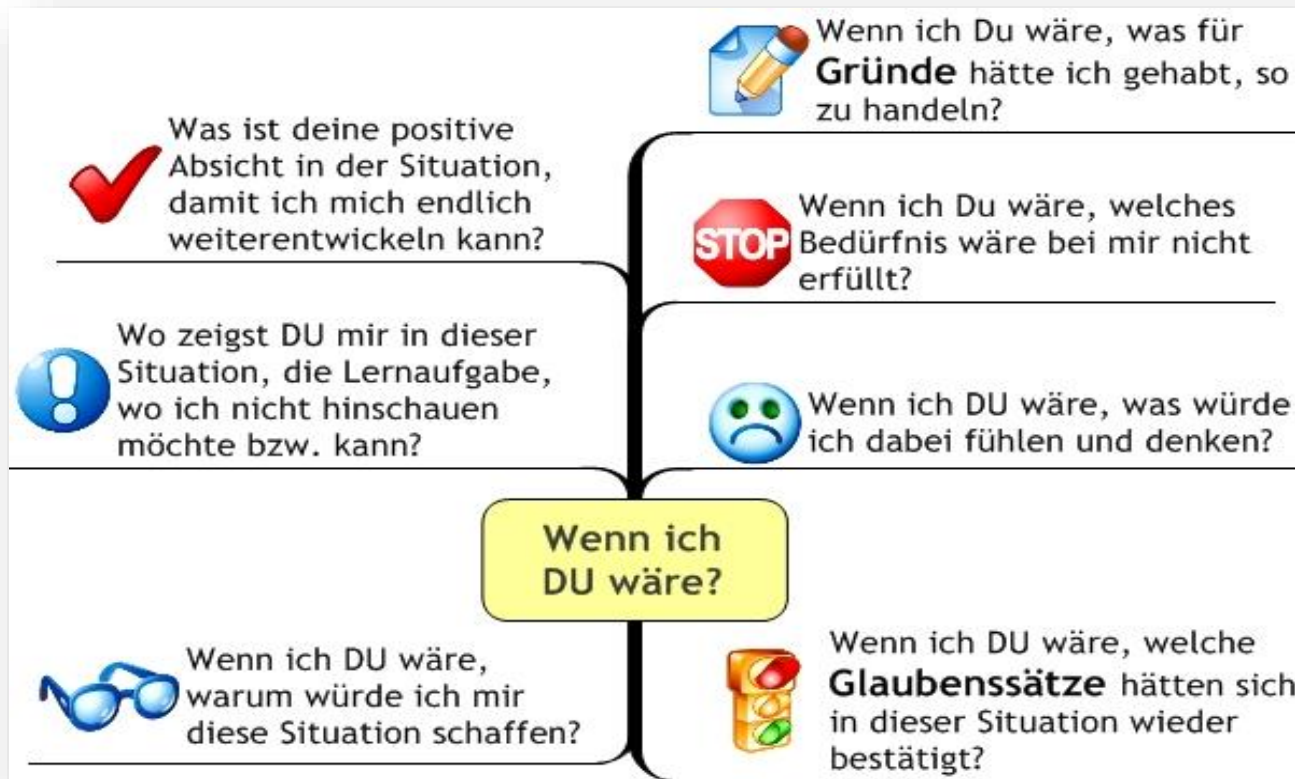 Wenn ich Du wäre, was für
Gründe hätte ich gehabt, so
zu handeln?
Was ist deine positive
Absicht in der Situation,
damit ich mich endlich
weiterentwickeln kann?
STOP
Wenn ich Du wäre, welches
Bedürfnis wäre bei mir nicht
erfüllt?
Wo zeigst DU mir in dieser
Situation, die Lernaufgabe,
wo ich nicht hinschauen
möchte bzw. kann?
Wenn ich DU wäre, was würde
ich dabei fühlen und denken?
Wenn ich
DU wäre?
Wenn ich DU wäre,
warum würde ich mir
diese Situation schaffen?
Wenn ich DU wäre, welche
Glaubenssätze hätten sich
in dieser Situation wieder
bestätigt?